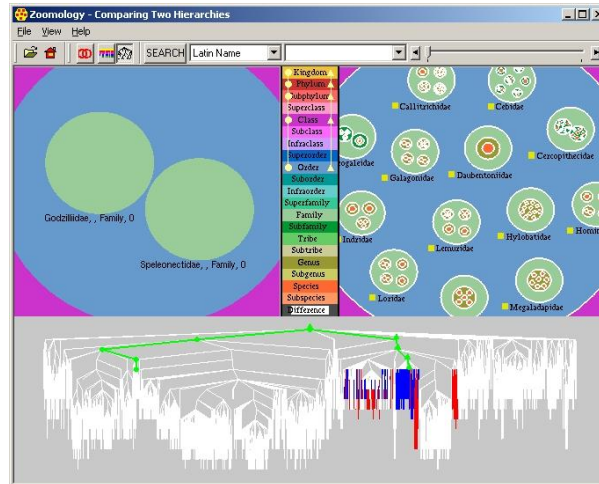 Zoomology - Comparing Two Hierarchies
File View Help
SEARCH Latin Name
Godzilliidae, , Family, 0
Speleonectidae, , Family, 0
Kingdom
Phylum
Subphylum
Superclass
Class
Subclass
Infraclass
Superorder
Order
Suborder
Infraorder
Superfamily
Family
Subfamily
Tribe
Subtribe
Genus
Subgenus
Species
Subspecies
Difference
Callitrichidae
Cebidae
Cercopithecidae
ogaleidae
Galagonidae
Daubentoniidae
Indridae
Lemuridae
Hylobatidae
Homin
Loridae
Megaladapidae